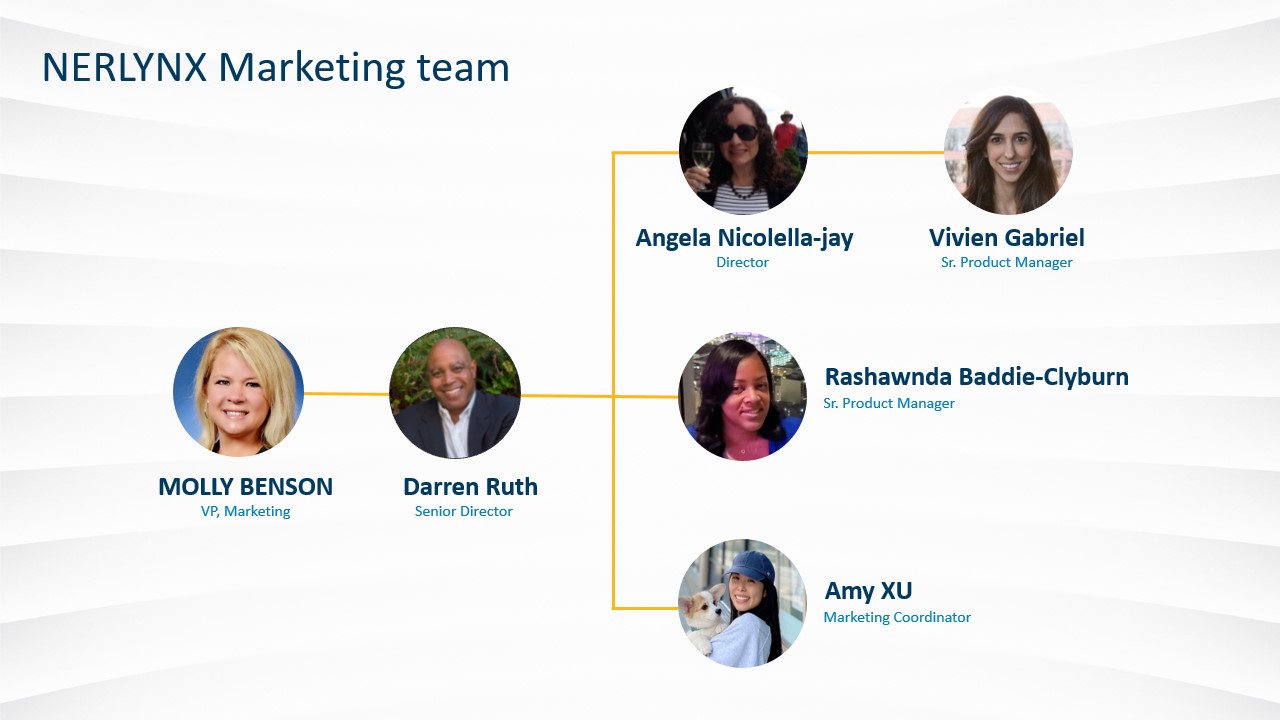 NERLYNX Marketing team
Angela Nicolella-jay
Director
Vivien Gabriel
Sr. Product Manager
MOLLY BENSON
VP, Marketing
Darren Ruth
Senior Director
Rashawnda Baddie-Clyburn
Sr. Product Manager
Amy XU
Marketing Coordinator